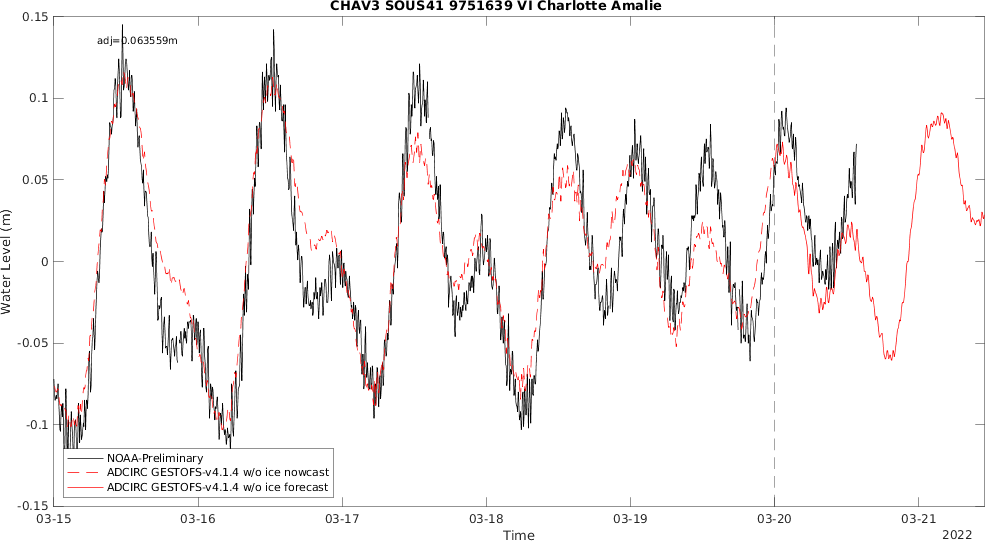 CHAV3 SOUS41 9751639 VI Charlotte Amalie
adj=0.063559m
0.15
0.1
0.05
0
-0.05
-0.1
-0.15
Water Level (m)
NOAA-Preliminary
ADCIRC GESTOFS-v4.1.4 w/o ice nowcast
ADCIRC GESTOFS-v4.1.4 w/o ice forecast
03-15 03-16 03-17 03-18 03-19 03-20 03-21
Time
2022